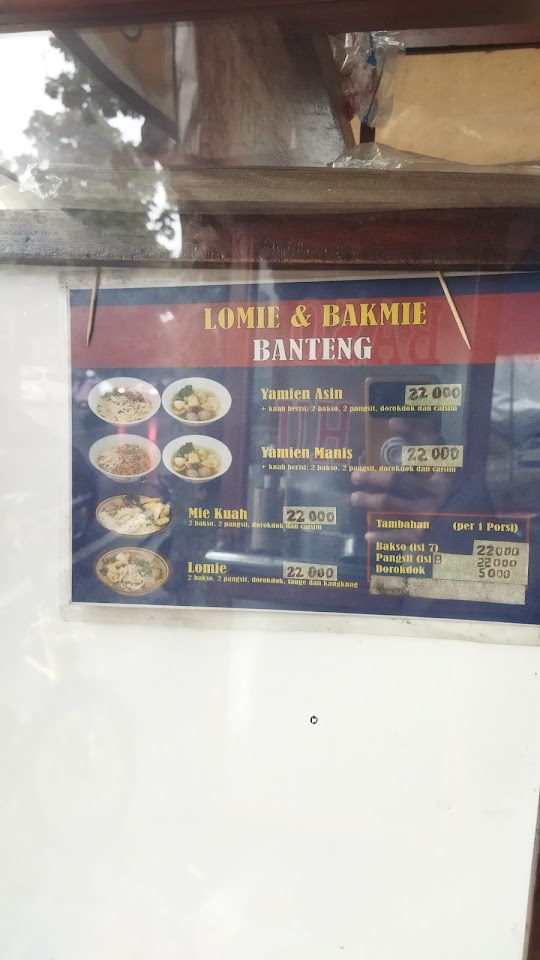 LOMIE & BAKMIE
BANTENG
Yamien Asin 22 000
+ kuah berisi: 2 bakso, 2 pangsit, dorokdok dan caisim
Yamien Manis 22 000
+ kuah berisi: 2 bakso, 2 pangsit, dorokdok dan caisim
Mie Kuah 22 000
2 bakso, 2 pangsit, dorokdok dan caisim
Lomie 22 000
2 bakso, 2 pangsit, dorokdok, tauge dan kangkung
Tambahan (per 1 Porsi)
Bakso (isi 7) 22000
Pangsit (isi 22000
Dorokdok 5000